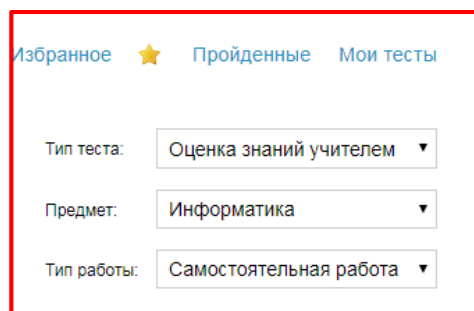 Избранное Пройденные Мои тесты
Тип теста: Оценка знаний учителем
Предмет: Информатика
Тип работы: Самостоятельная работа